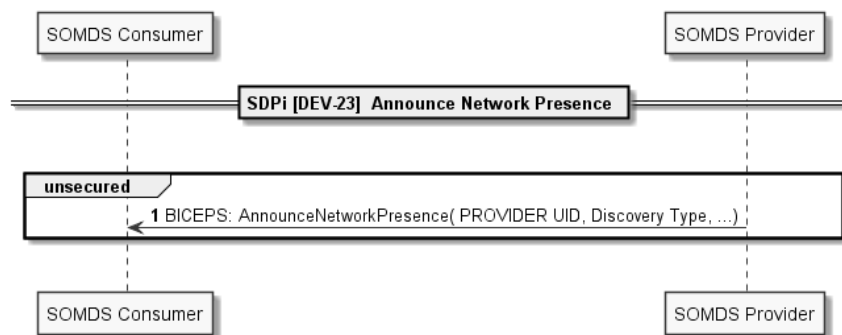 SOMDS Consumer
SOMDS Provider
SDPi [DEV-23]  Announce Network Presence
unsecured
1 BICEPS: AnnounceNetworkPresence( PROVIDER UID, Discovery Type, ...)
SOMDS Consumer
SOMDS Provider